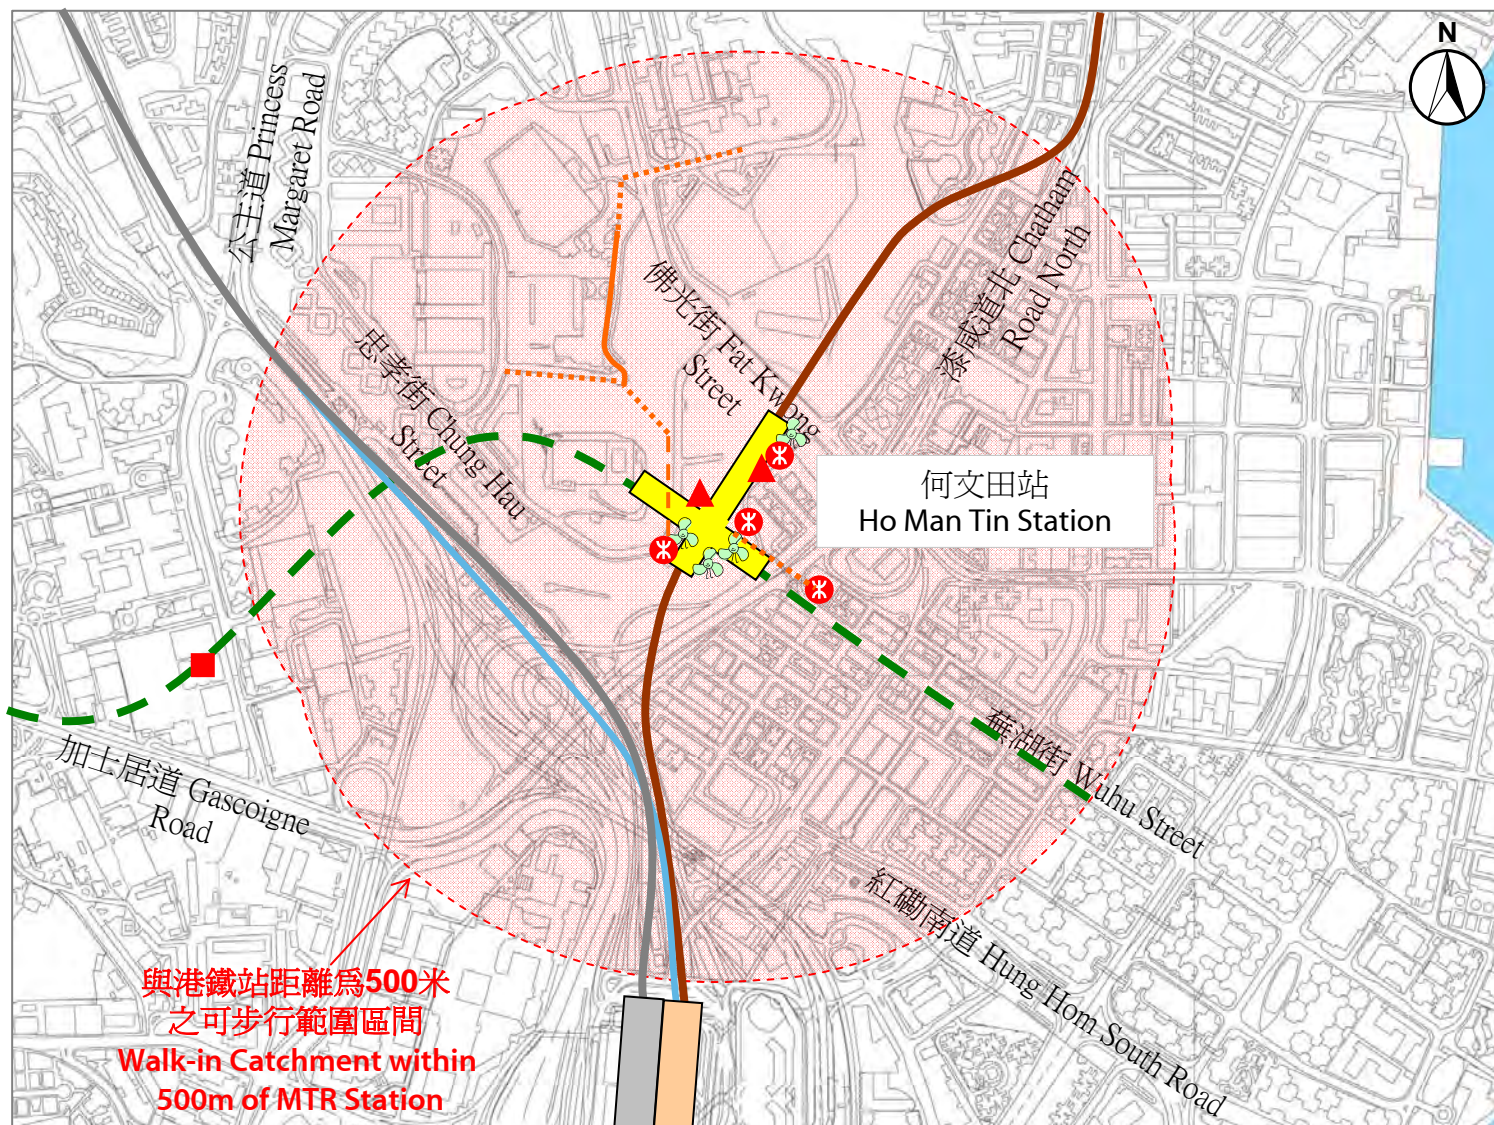 N
公主道 Princess
Margaret Road
漆咸道北 Chatham
Road North
佛光街 Fat Kwong
Street
忠孝街 Chung Hau
Street
何文田站
Ho Man Tin Station
蕪湖街 Wuhu Street
加士居道 Gascoigne
Road
紅磡南道 Hung Hom South Road
與港鐵站距離爲500米
之可步行範圍區間
Walk-in Catchment within
500m of MTR Station